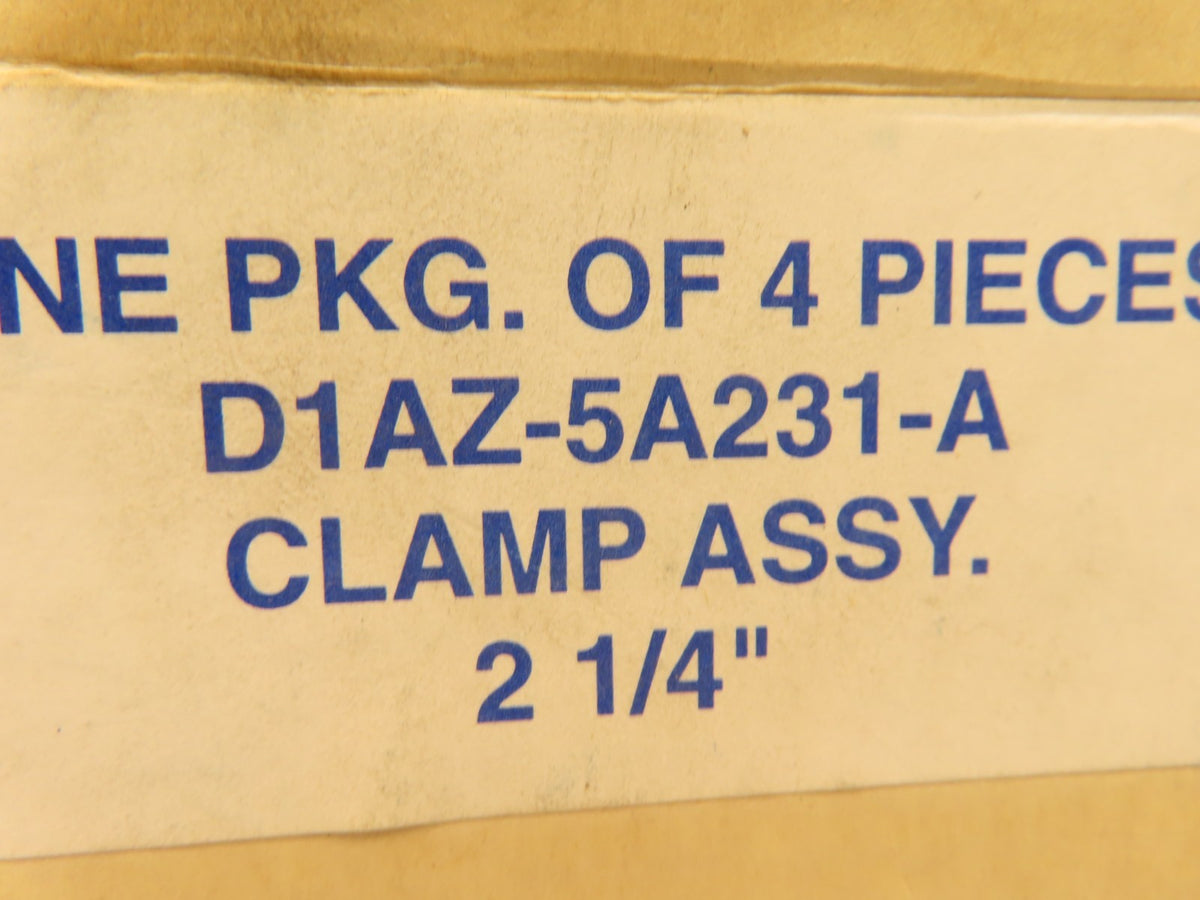 NE PKG. OF 4 PIECES
D1AZ-5A231-A
CLAMP ASSY.
2 1/4"